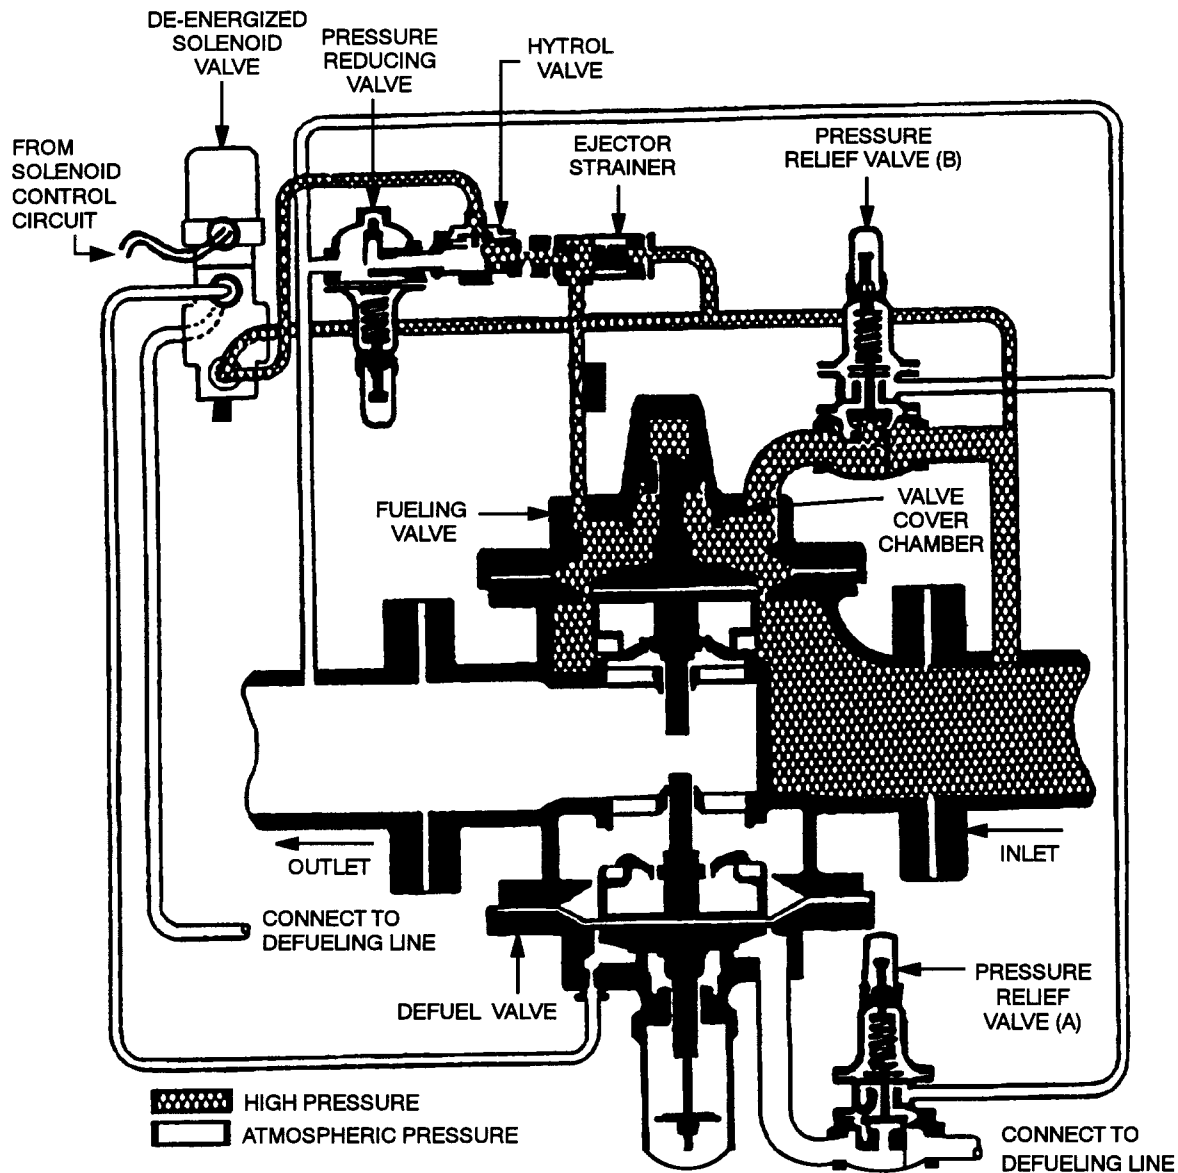 DE-ENERGIZED
SOLENOID
VALVE
PRESSURE
REDUCING
VALVE
HYTROL
VALVE
EJECTOR
STRAINER
PRESSURE
RELIEF VALVE (B)
FROM
SOLENOID
CONTROL
CIRCUIT
FUELING
VALVE
VALVE
COVER
CHAMBER
OUTLET
INLET
CONNECT TO
DEFUELING LINE
DEFUEL VALVE
PRESSURE
RELIEF
VALVE (A)
HIGH PRESSURE
ATMOSPHERIC PRESSURE
CONNECT TO
DEFUELING LINE